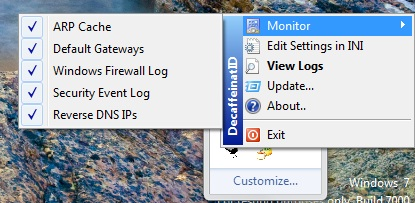 ARP Cache
Default Gateways
Windows Firewall Log
Security Event Log
Reverse DNS IPs
DecaffeinatID
Monitor
Edit Settings in INI
View Logs
Update...
About..
Exit
Customize...
Windows 7
only. Build 7000